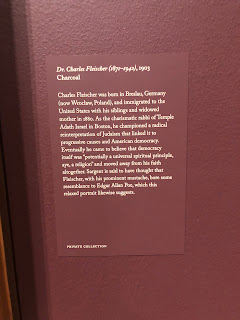 Dr. Charles Fleischer (1871–1942), 1903
Charcoal
Charles Fleischer was born in Breslau, Germany
(now Wrocław, Poland), and immigrated to the
United States with his siblings and widowed
mother in 1880. As the charismatic rabbi of Temple
Adath Israel in Boston, he championed a radical
reinterpretation of Judaism that linked it to
progressive causes and American democracy.
Eventually he came to believe that democracy
itself was "potentially a universal spiritual principle,
aye, a religion" and moved away from his faith
altogether. Sargent is said to have thought that
Fleischer, with his prominent mustache, bore some
resemblance to Edgar Allan Poe, which this
relaxed portrait likewise suggests.
PRIVATE COLLECTION